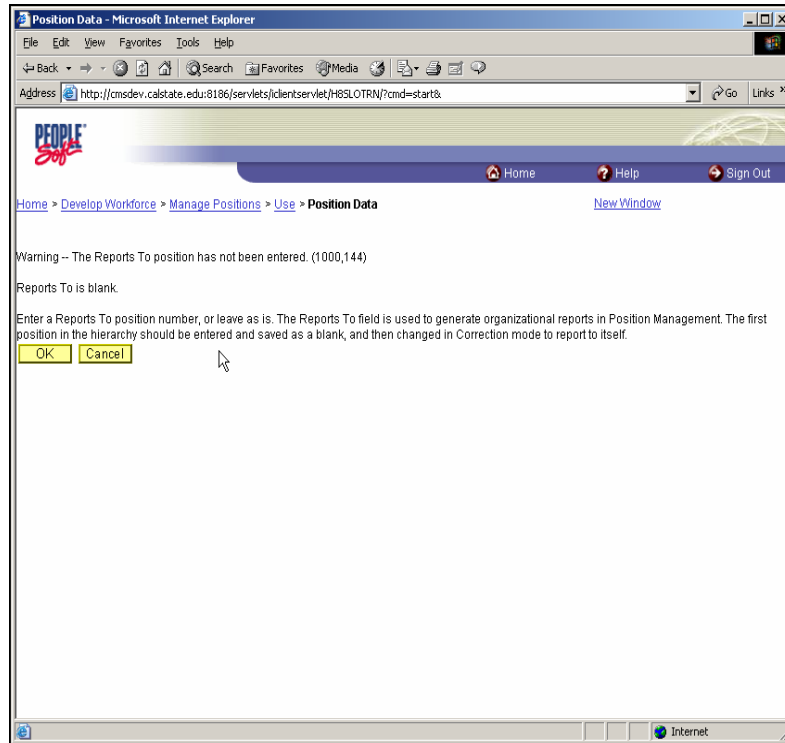 Position Data - Microsoft Internet Explorer
File Edit View Favorites Tools Help
Back Search Favorites Media
Address http://cmsdev.calstate.edu:8186/servlets/iclientservlet/H85LOTRN/?cmd=start& Go Links »
PEOPLE
Soft
Home Help Sign Out
Home > Develop Workforce > Manage Positions > Use > Position Data New Window
Warning -- The Reports To position has not been entered. (1000,144)
Reports To is blank.
Enter a Reports To position number, or leave as is. The Reports To field is used to generate organizational reports in Position Management. The first
position in the hierarchy should be entered and saved as a blank, and then changed in Correction mode to report to itself.
OK Cancel
Internet